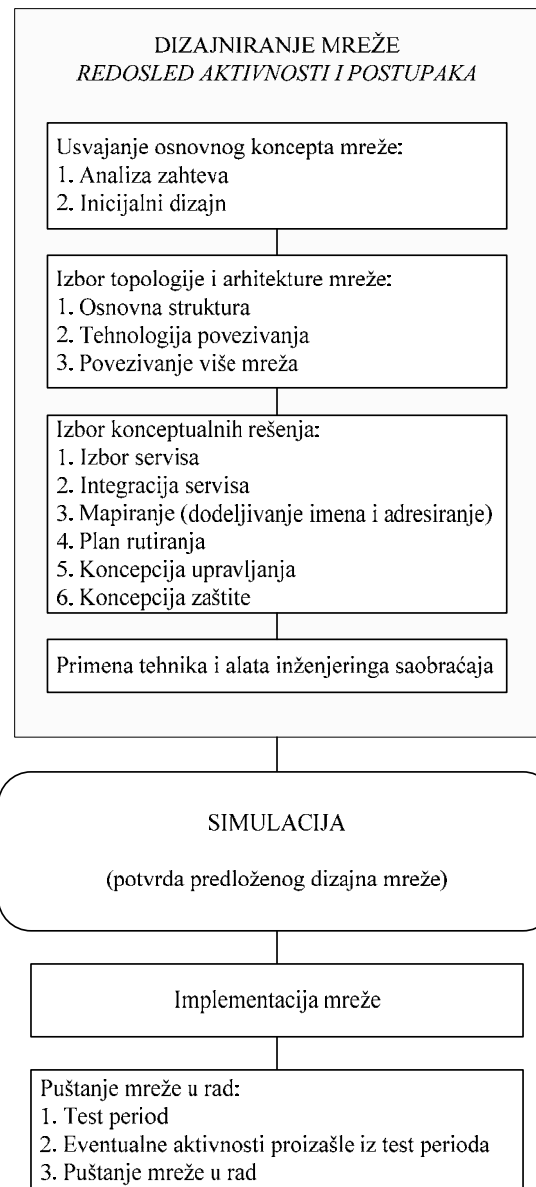 DIZAJNIRANJE MREŽE
REDOSLED AKTIVNOSTI I POSTUPAKA
Usvajanje osnovnog koncepta mreže:
1. Analiza zahteva
2. Inicijalni dizajn
Izbor topologije i arhitekture mreže:
1. Osnovna struktura
2. Tehnologija povezivanja
3. Povezivanje više mreža
Izbor konceptualnih rešenja:
1. Izbor servisa
2. Integracija servisa
3. Mapiranje (dodeljivanje imena i adresiranje)
4. Plan rutiranja
5. Koncepcija upravljanja
6. Koncepcija zaštite
Primena tehnika i alata inženjeringa saobraćaja
SIMULACIJA
(potvrda predloženog dizajna mreže)
Implementacija mreže
Puštanje mreže u rad:
1. Test period
2. Eventualne aktivnosti proizašle iz test perioda
3. Puštanje mreže u rad